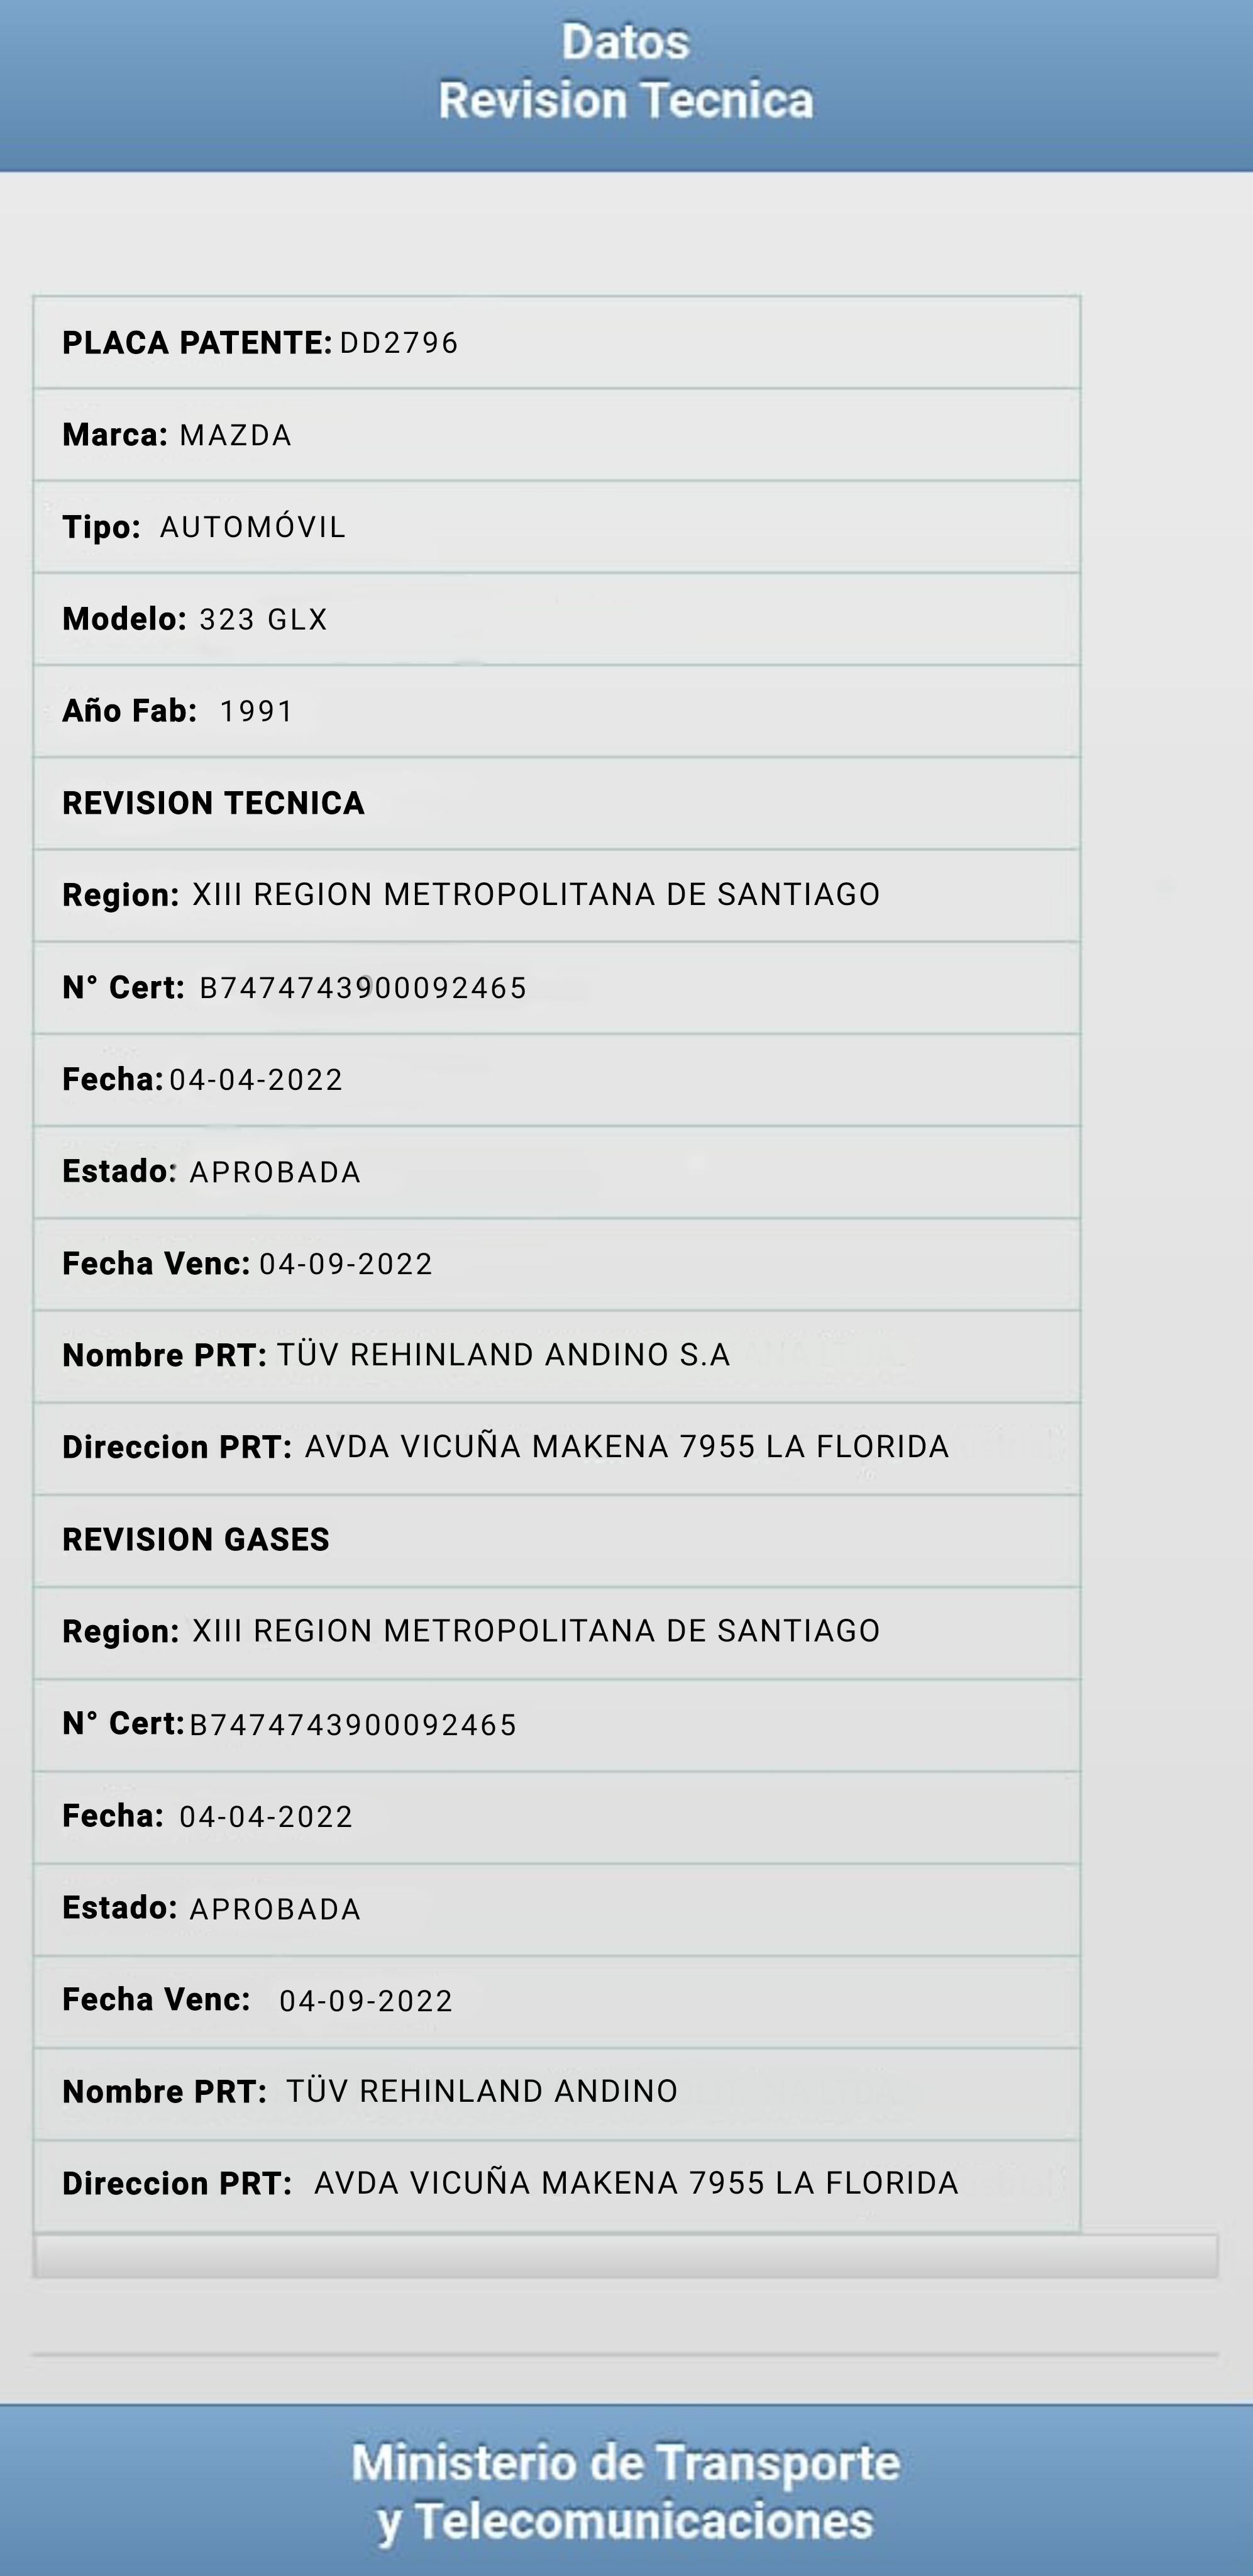 Datos
Revision Tecnica
PLACA PATENTE: DD2796
Marca: MAZDA
Tipo: AUTOMÓVIL
Modelo: 323 GLX
Año Fab: 1991
REVISION TECNICA
Region: XIII REGION METROPOLITANA DE SANTIAGO
N° Cert: B7474743900092465
Fecha: 04-04-2022
Estado: APROBADA
Fecha Venc: 04-09-2022
Nombre PRT: TÜV REHINLAND ANDINO S.A
Direccion PRT: AVDA VICUÑA MAKENA 7955 LA FLORIDA
REVISION GASES
Region: XIII REGION METROPOLITANA DE SANTIAGO
N° Cert: B7474743900092465
Fecha: 04-04-2022
Estado: APROBADA
Fecha Venc: 04-09-2022
Nombre PRT: TÜV REHINLAND ANDINO
Direccion PRT: AVDA VICUÑA MAKENA 7955 LA FLORIDA
Ministerio de Transporte
y Telecomunicaciones